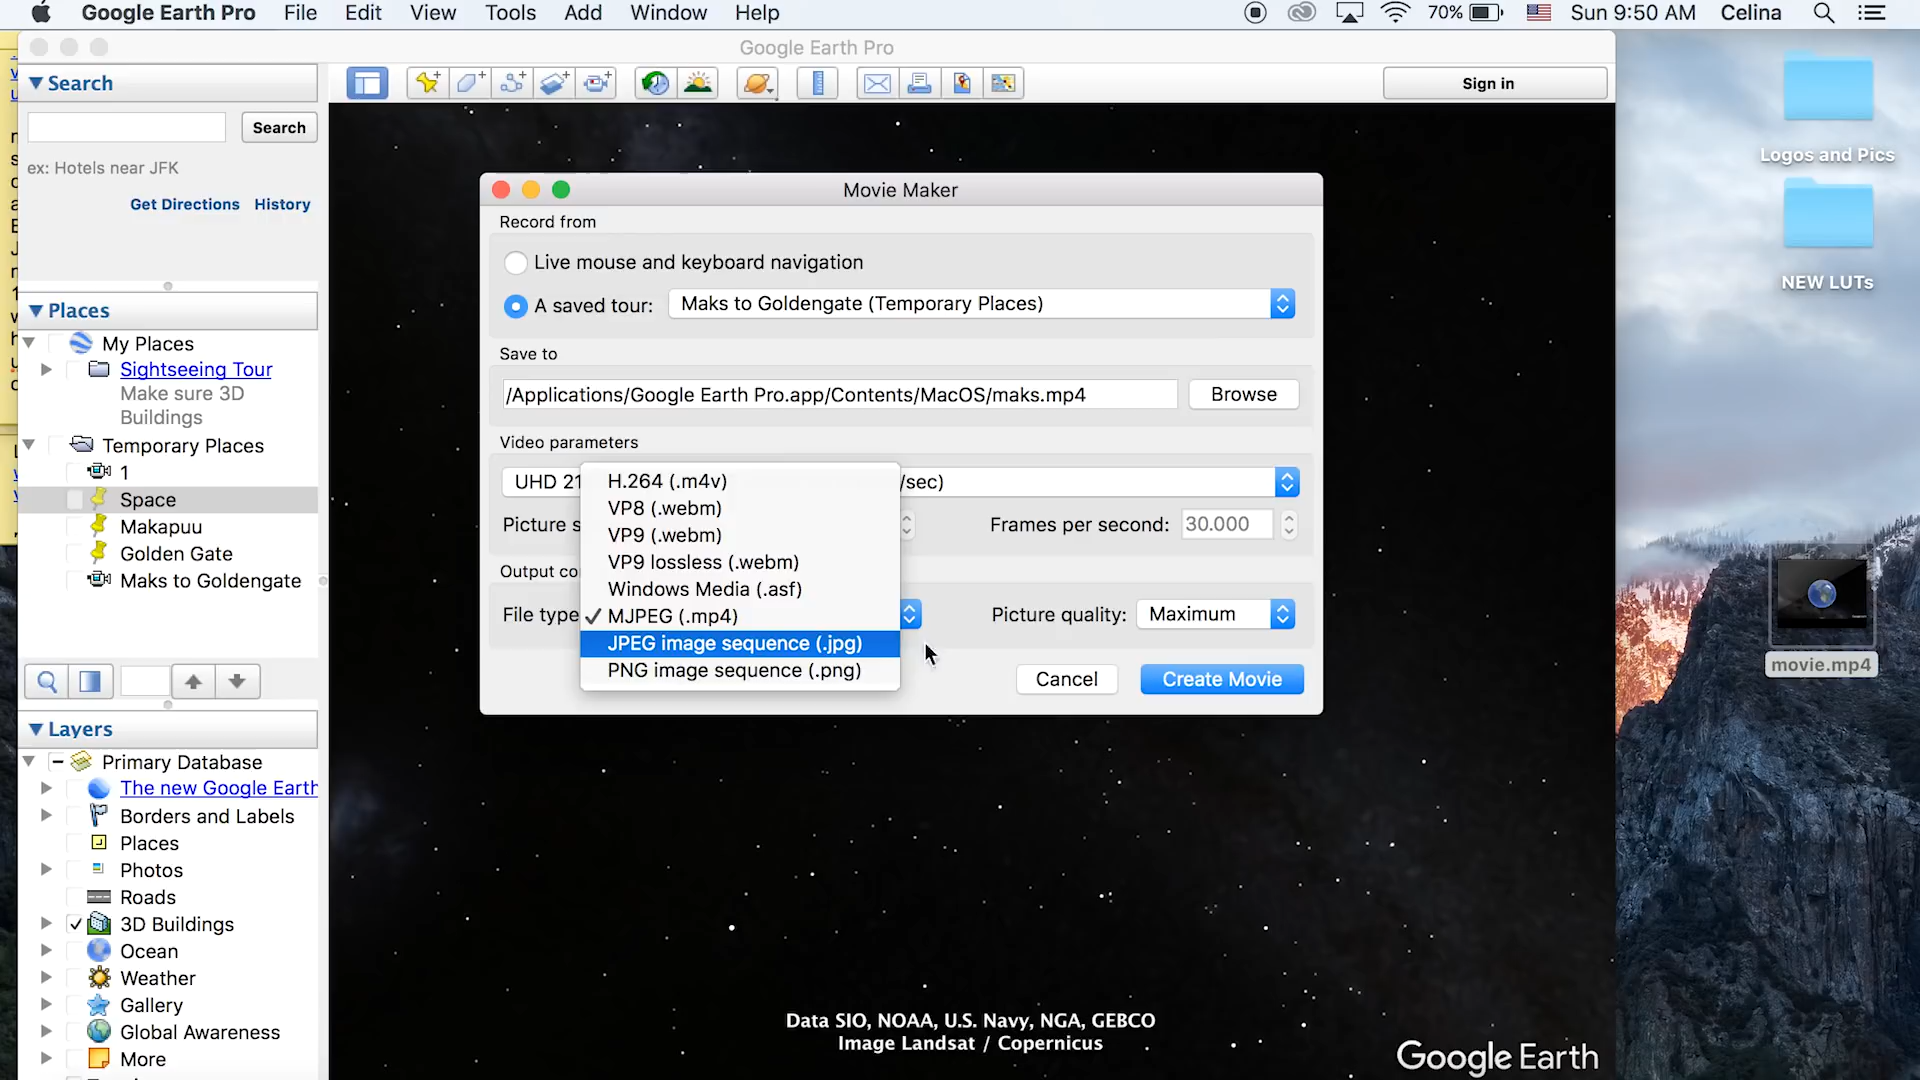 Google Earth Pro File Edit View Tools Add Window Help
70% Sun 9:50 AM Celina
Google Earth Pro
Search
Search
ex: Hotels near JFK
Get Directions History
Places
My Places
Sightseeing Tour
Make sure 3D
Buildings
Temporary Places
1
Space
Makapuu
Golden Gate
Maks to Goldengate
Layers
Primary Database
The new Google Earth
Borders and Labels
Places
Photos
Roads
3D Buildings
Ocean
Weather
Gallery
Global Awareness
More
Sign in
Movie Maker
Record from
Live mouse and keyboard navigation
A saved tour: Maks to Goldengate (Temporary Places)
Save to
/Applications/Google Earth Pro.app/Contents/MacOS/maks.mp4 Browse
Video parameters
UHD 21 /sec)
Picture s Frames per second: 30.000
Output co
File type Picture quality: Maximum
H.264 (.m4v)
VP8 (.webm)
VP9 (.webm)
VP9 lossless (.webm)
Windows Media (.asf)
MJPEG (.mp4)
JPEG image sequence (.jpg)
PNG image sequence (.png)
Cancel Create Movie
Data SIO, NOAA, U.S. Navy, NGA, GEBCO
Image Landsat / Copernicus
Google Earth
Logos and Pics
NEW LUTs
movie.mp4